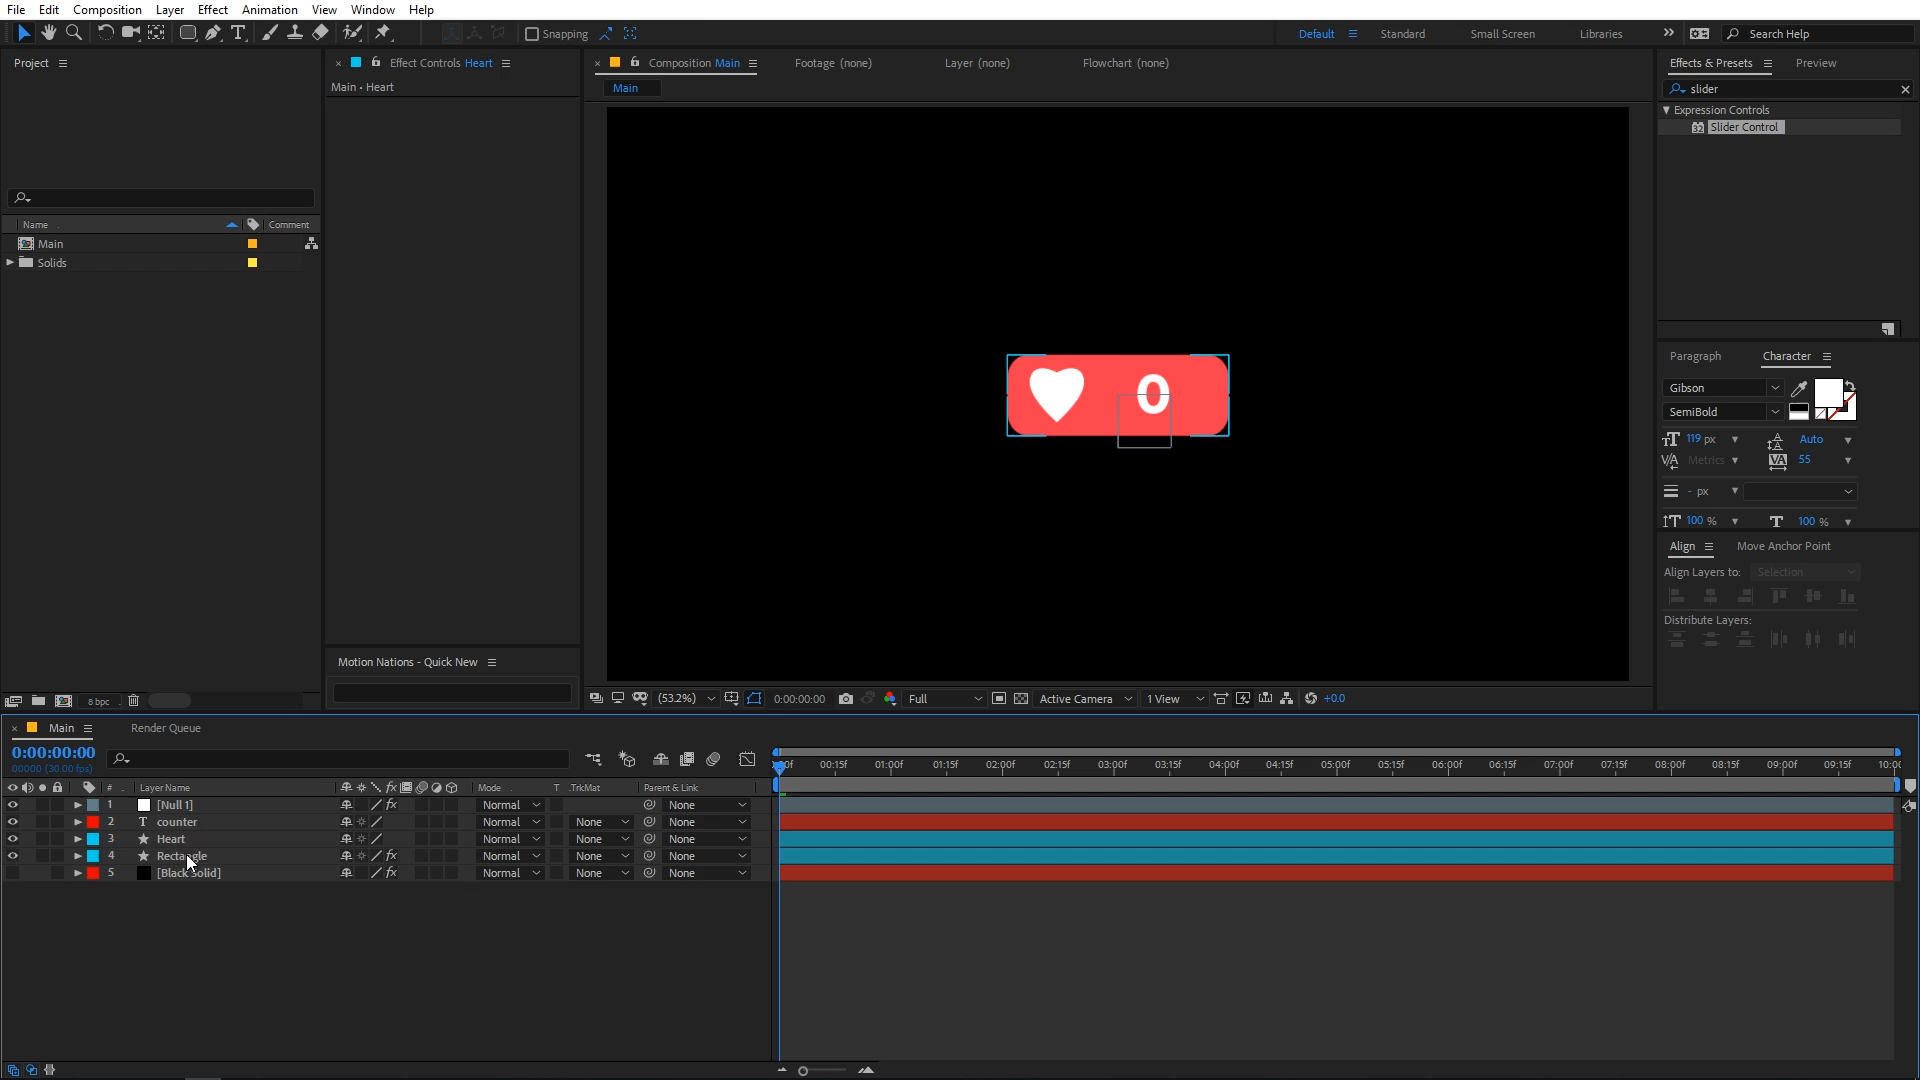 File Edit Composition Layer Effect Animation View Window Help
Snapping Default Standard Small Screen Libraries Search Help
Project Effect Controls Heart Composition Main Footage (none) Layer (none) Flowchart (none) Effects & Presets Preview
Main • Heart Main slider
Expression Controls
32 Slider Control
Name Comment
Main
Solids
0
Paragraph Character
Gibson
SemiBold
119 px Auto
Metrics 55
- px
100 % 100 %
Align Move Anchor Point
Align Layers to: Selection
Distribute Layers:
Motion Nations - Quick New
8 bpc (53.2%) 0:00:00:00 Full Active Camera 1 View +0.0
Main Render Queue
0:00:00:00
00000 (30.00 fps)
00:15f 01:00f 01:15f 02:00f 02:15f 03:00f 03:15f 04:00f 04:15f 05:00f 05:15f 06:00f 06:15f 07:00f 07:15f 08:00f 08:15f 09:00f 09:15f 10:00
# Layer Name fx Mode T .TrkMat Parent & Link
1 [Null 1] fx Normal None
2 T counter Normal None None
3 Heart Normal None None
4 Rectangle fx Normal None None
5 [Black Solid] fx Normal None None